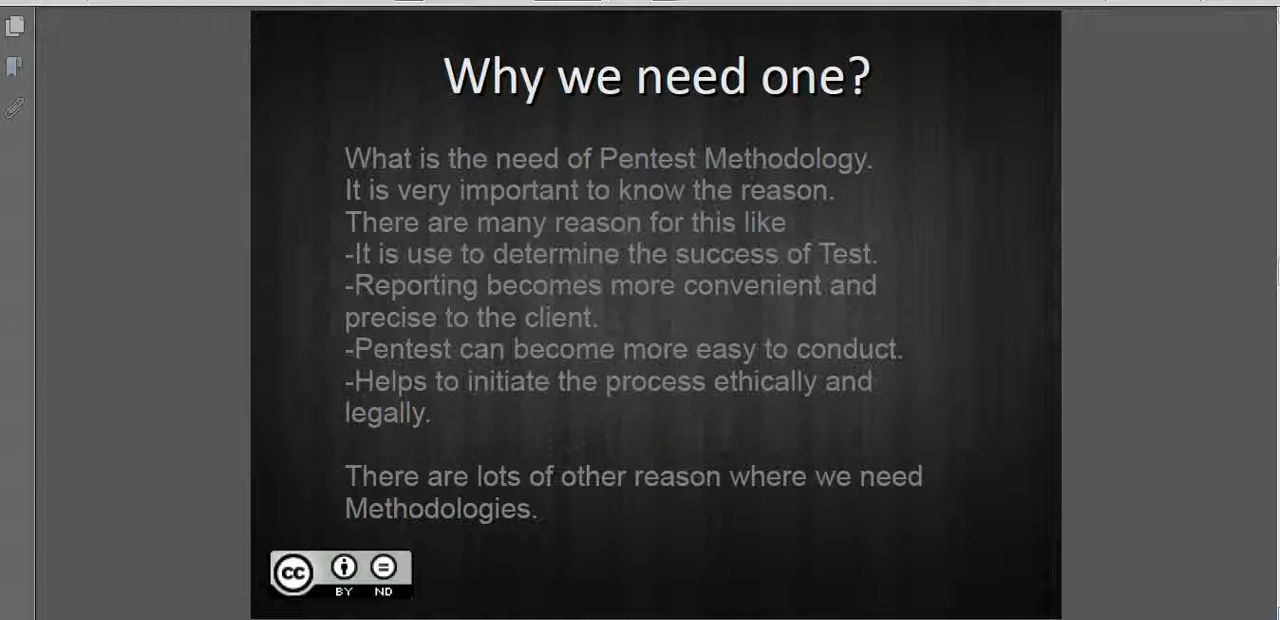 Why we need one?
What is the need of Pentest Methodology.
It is very important to know the reason.
There are many reason for this like
-It is use to determine the success of Test.
-Reporting becomes more convenient and
precise to the client.
-Pentest can become more easy to conduct.
-Helps to initiate the process ethically and
legally.
There are lots of other reason where we need
Methodologies.
cc
BY ND